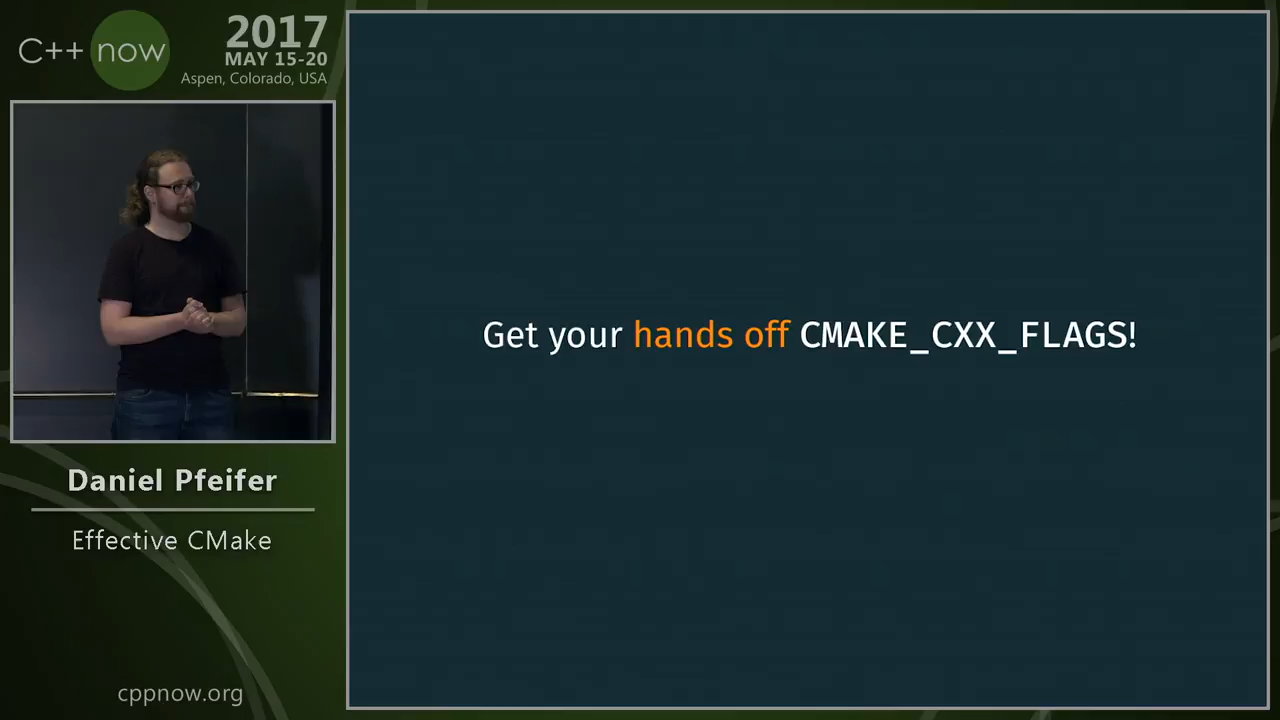 C++ now
2017
MAY 15-20
Aspen, Colorado, USA
Get your hands off CMAKE_CXX_FLAGS!
Daniel Pfeifer
Effective CMake
cppnow.org